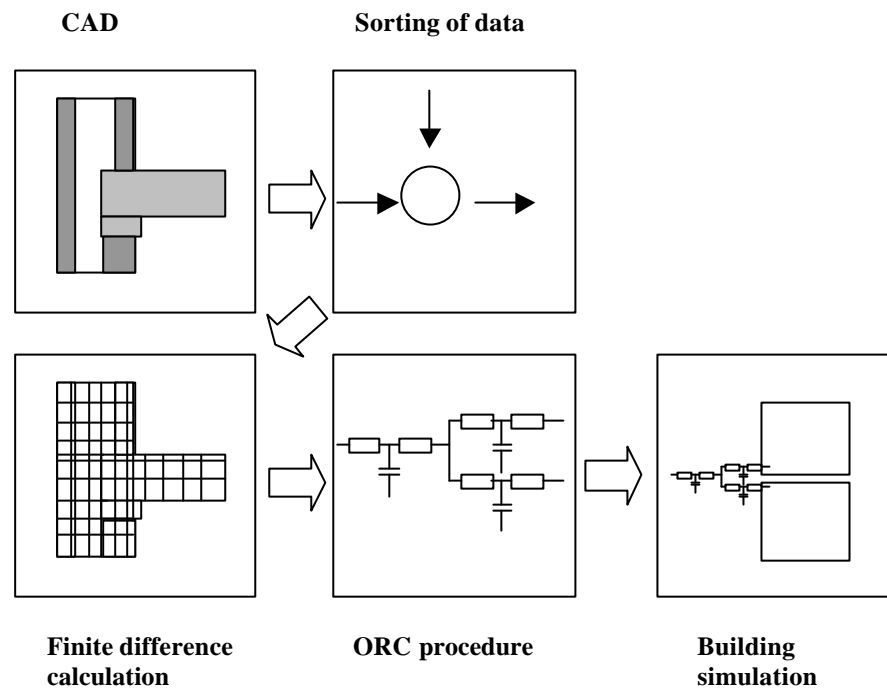 CAD
Sorting of data
Finite difference
calculation
ORC procedure
Building
simulation